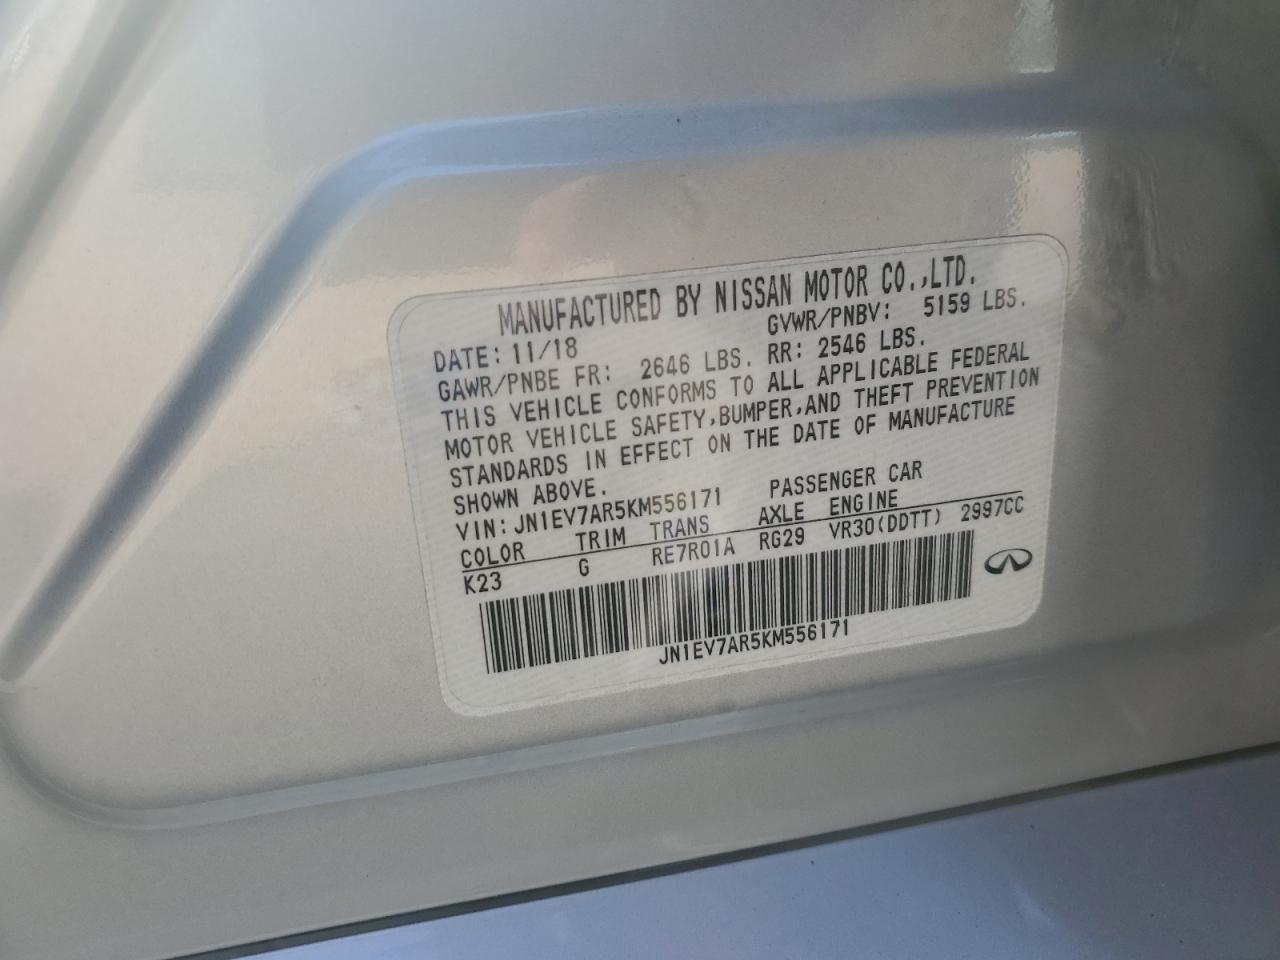 MANUFACTURED BY NISSAN MOTOR CO.,LTD.
DATE: 11/18 GVWR/PNBV: 5159 LBS.
GAWR/PNBE FR: 2646 LBS. RR: 2546 LBS.
THIS VEHICLE CONFORMS TO ALL APPLICABLE FEDERAL
MOTOR VEHICLE SAFETY,BUMPER,AND THEFT PREVENTION
STANDARDS IN EFFECT ON THE DATE OF MANUFACTURE
SHOWN ABOVE.
VIN: JN1EV7AR5KM556171 PASSENGER CAR
COLOR TRIM TRANS AXLE ENGINE
K23 G RE7R01A RG29 VR30(DDTT) 2997CC
JN1EV7AR5KM556171